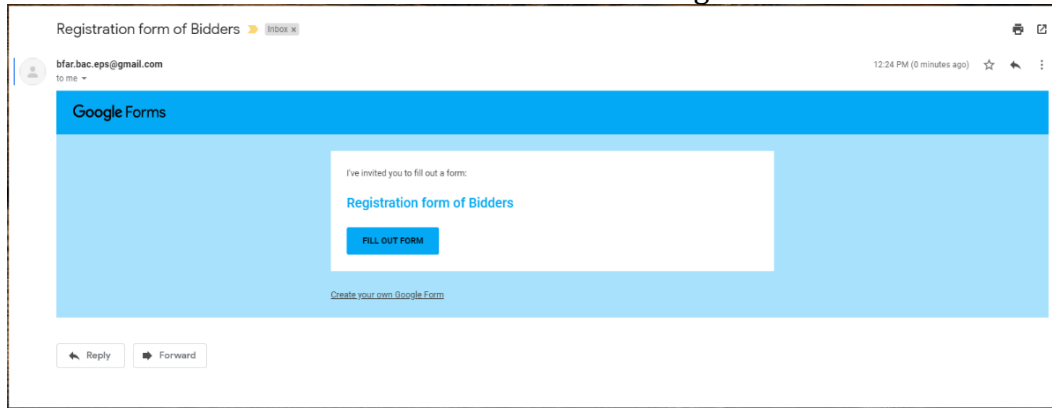 Registration form of Bidders Inbox x
bfar.bac.eps@gmail.com
12:24 PM (0 minutes ago)
to me
Google Forms
I've invited you to fill out a form:
Registration form of Bidders
FILL OUT FORM
Create your own Google Form
Reply Forward